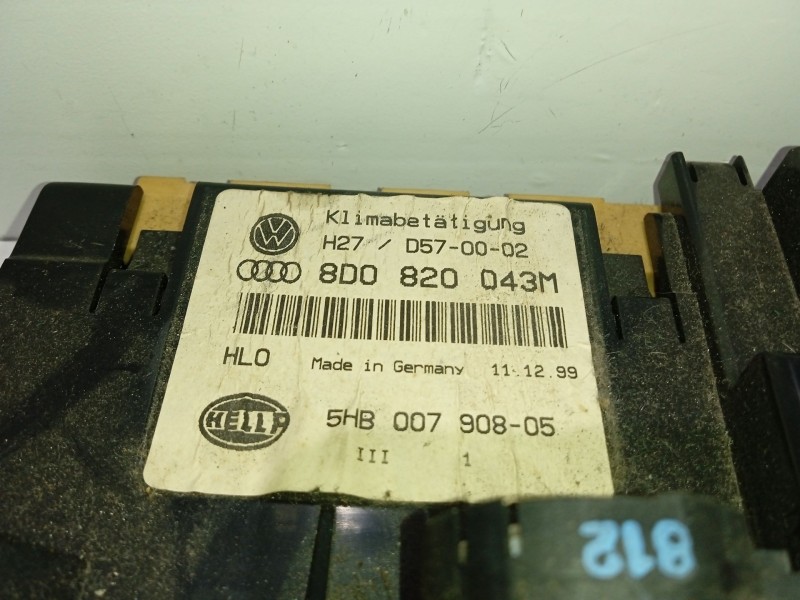 Klimabetätigung
H27 / D57-00-02
8D0 820 043M
HLO Made in Germany 11.12.99
HELLA
5HB 007 908-05
III 1
812